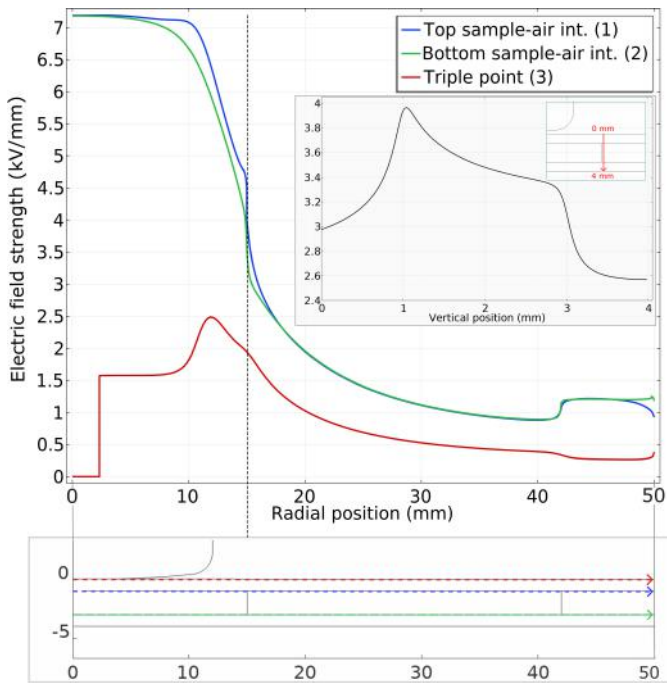 7
6.5
6
5.5
5
4.5
4
3.5
3
2.5
2
1.5
1
0.5
0
Electric field strength (kV/mm)
Top sample-air int. (1)
Bottom sample-air int. (2)
Triple point (3)
4
3.8
3.6
3.4
3.2
3
2.8
2.6
2.4
0 mm
4 mm
0 1 2 3 4
Vertical position (mm)
0 10 20 30 40 50
Radial position (mm)
0
-5
0 10 20 30 40 50